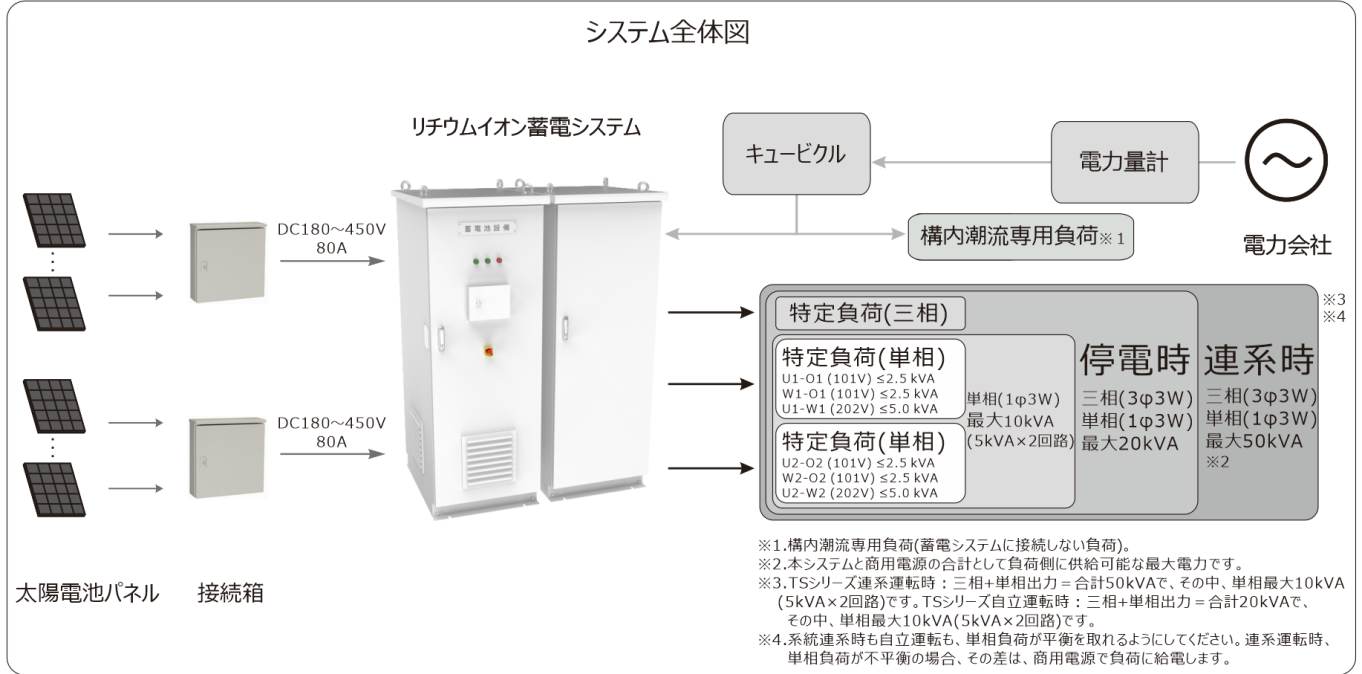 システム全体図
リチウムイオン蓄電システム
キュービクル
電力量計
電力会社
構内潮流専用負荷※1
蓄電池設備
DC180~450V
80A
DC180~450V
80A
太陽電池パネル
接続箱
特定負荷(三相)
特定負荷(単相)
U1-O1 (101V) ≤2.5 kVA
W1-O1 (101V) ≤2.5 kVA
U1-W1 (202V) ≤5.0 kVA
特定負荷(単相)
U2-O2 (101V) ≤2.5 kVA
W2-O2 (101V) ≤2.5 kVA
U2-W2 (202V) ≤5.0 kVA
単相(1φ3W)
最大10kVA
(5kVA×2回路)
停電時
三相(3φ3W)
単相(1φ3W)
最大20kVA
連系時
三相(3φ3W)
単相(1φ3W)
最大50kVA
※2
※3
※4
※1.構内潮流専用負荷(蓄電システムに接続しない負荷)。
※2.本システムと商用電源の合計として負荷側に供給可能な最大電力です。
※3.TSシリーズ連系運転時：三相+単相出力＝合計50kVAで、その中、単相最大10kVA
(5kVA×2回路)です。TSシリーズ自立運転時：三相+単相出力＝合計20kVAで、
その中、単相最大10kVA(5kVA×2回路)です。
※4.系統連系時も自立運転も、単相負荷が平衡を取れるようにしてください。連系運転時、
単相負荷が不平衡の場合、その差は、商用電源で負荷に給電します。